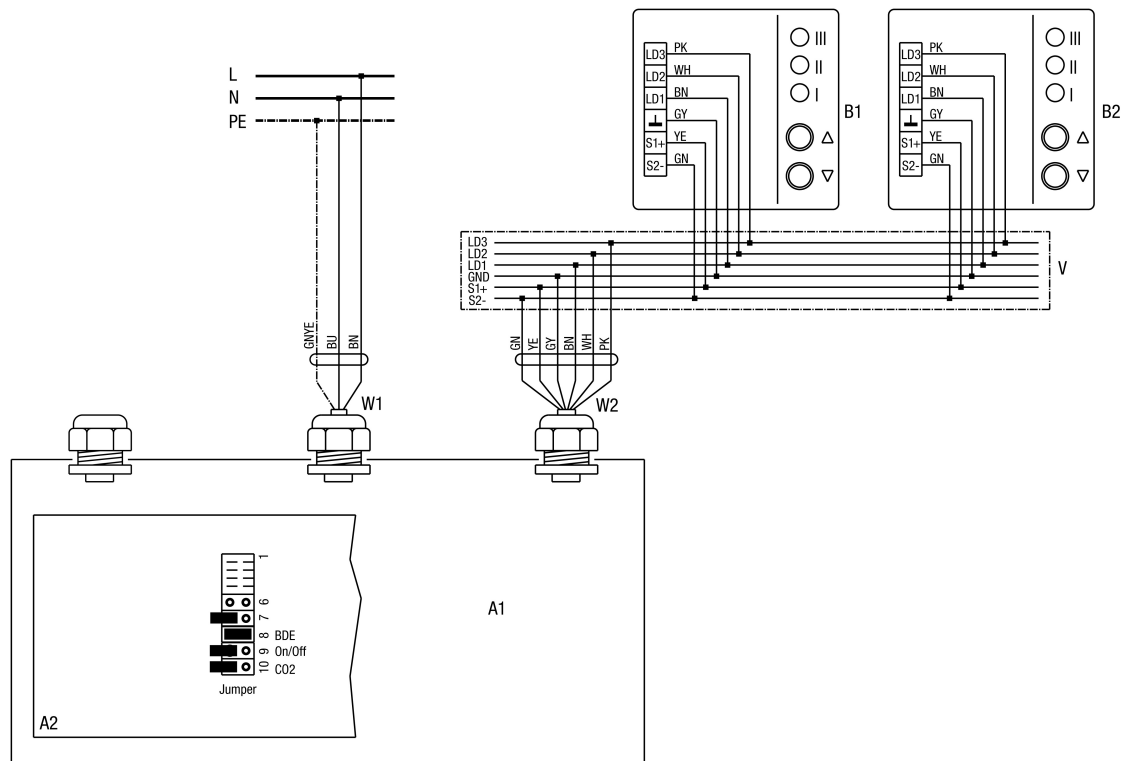 L
N
PE
LD3 PK
LD2 WH
LD1 BN
GY
S1+ YE
S2- GN
III
II
I
B1
LD3 PK
LD2 WH
LD1 BN
GY
S1+ YE
S2- GN
III
II
I
B2
LD3
LD2
LD1
GND
S1+
S2-
V
GNYE
BU
BN
W1
GN
YE
GY
BN
WH
PK
W2
1
6
7
8 BDE
9 On/Off
10 CO2
Jumper
A1
A2